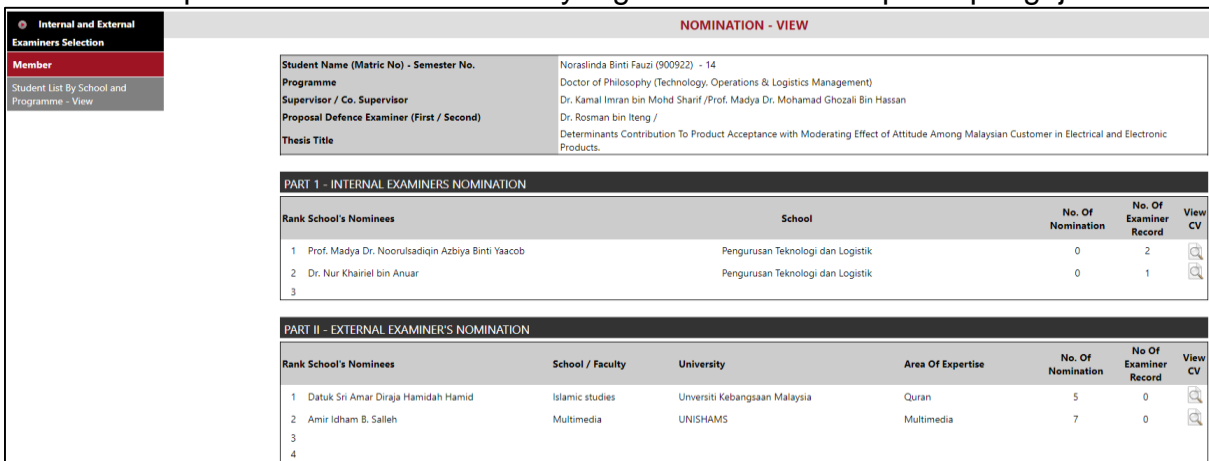 Internal and External
Examiners Selection
Member
Student List By School and
Programme - View
NOMINATION - VIEW
Student Name (Matric No) - Semester No. Noraslinda Binti Fauzi (900922) - 14
Programme Doctor of Philosophy (Technology, Operations & Logistics Management)
Supervisor / Co. Supervisor Dr. Kamal Imran bin Mohd Sharif /Prof. Madya Dr. Mohamad Ghozali Bin Hassan
Proposal Defence Examiner (First / Second) Dr. Rosman bin Iteng /
Thesis Title Determinants Contribution To Product Acceptance with Moderating Effect of Attitude Among Malaysian Customer in Electrical and Electronic
Products.
PART 1 - INTERNAL EXAMINERS NOMINATION
Rank School's Nominees School No. Of Nomination No. Of Examiner Record View CV
1 Prof. Madya Dr. Noorulsadiqin Azbiya Binti Yaacob Pengurusan Teknologi dan Logistik 0 2
2 Dr. Nur Khairiel bin Anuar Pengurusan Teknologi dan Logistik 0 1
3
PART II - EXTERNAL EXAMINER'S NOMINATION
Rank School's Nominees School / Faculty University Area Of Expertise No. Of Nomination No Of Examiner Record View CV
1 Datuk Sri Amar Diraja Hamidah Hamid Islamic studies Unversiti Kebangsaan Malaysia Quran 5 0
2 Amir Idham B. Salleh Multimedia UNISHAMS Multimedia 7 0
3
4